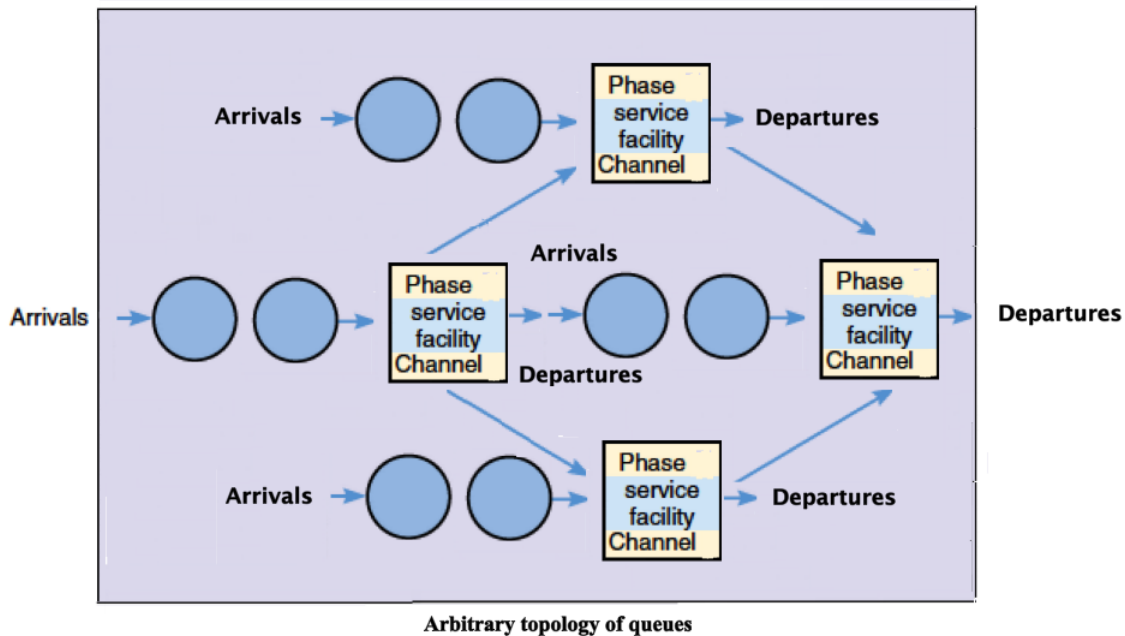 Arrivals
Phase
service
facility
Channel
Departures
Arrivals
Arrivals
Phase
service
facility
Channel
Departures
Phase
service
facility
Channel
Departures
Arrivals
Phase
service
facility
Channel
Departures
Arbitrary topology of queues